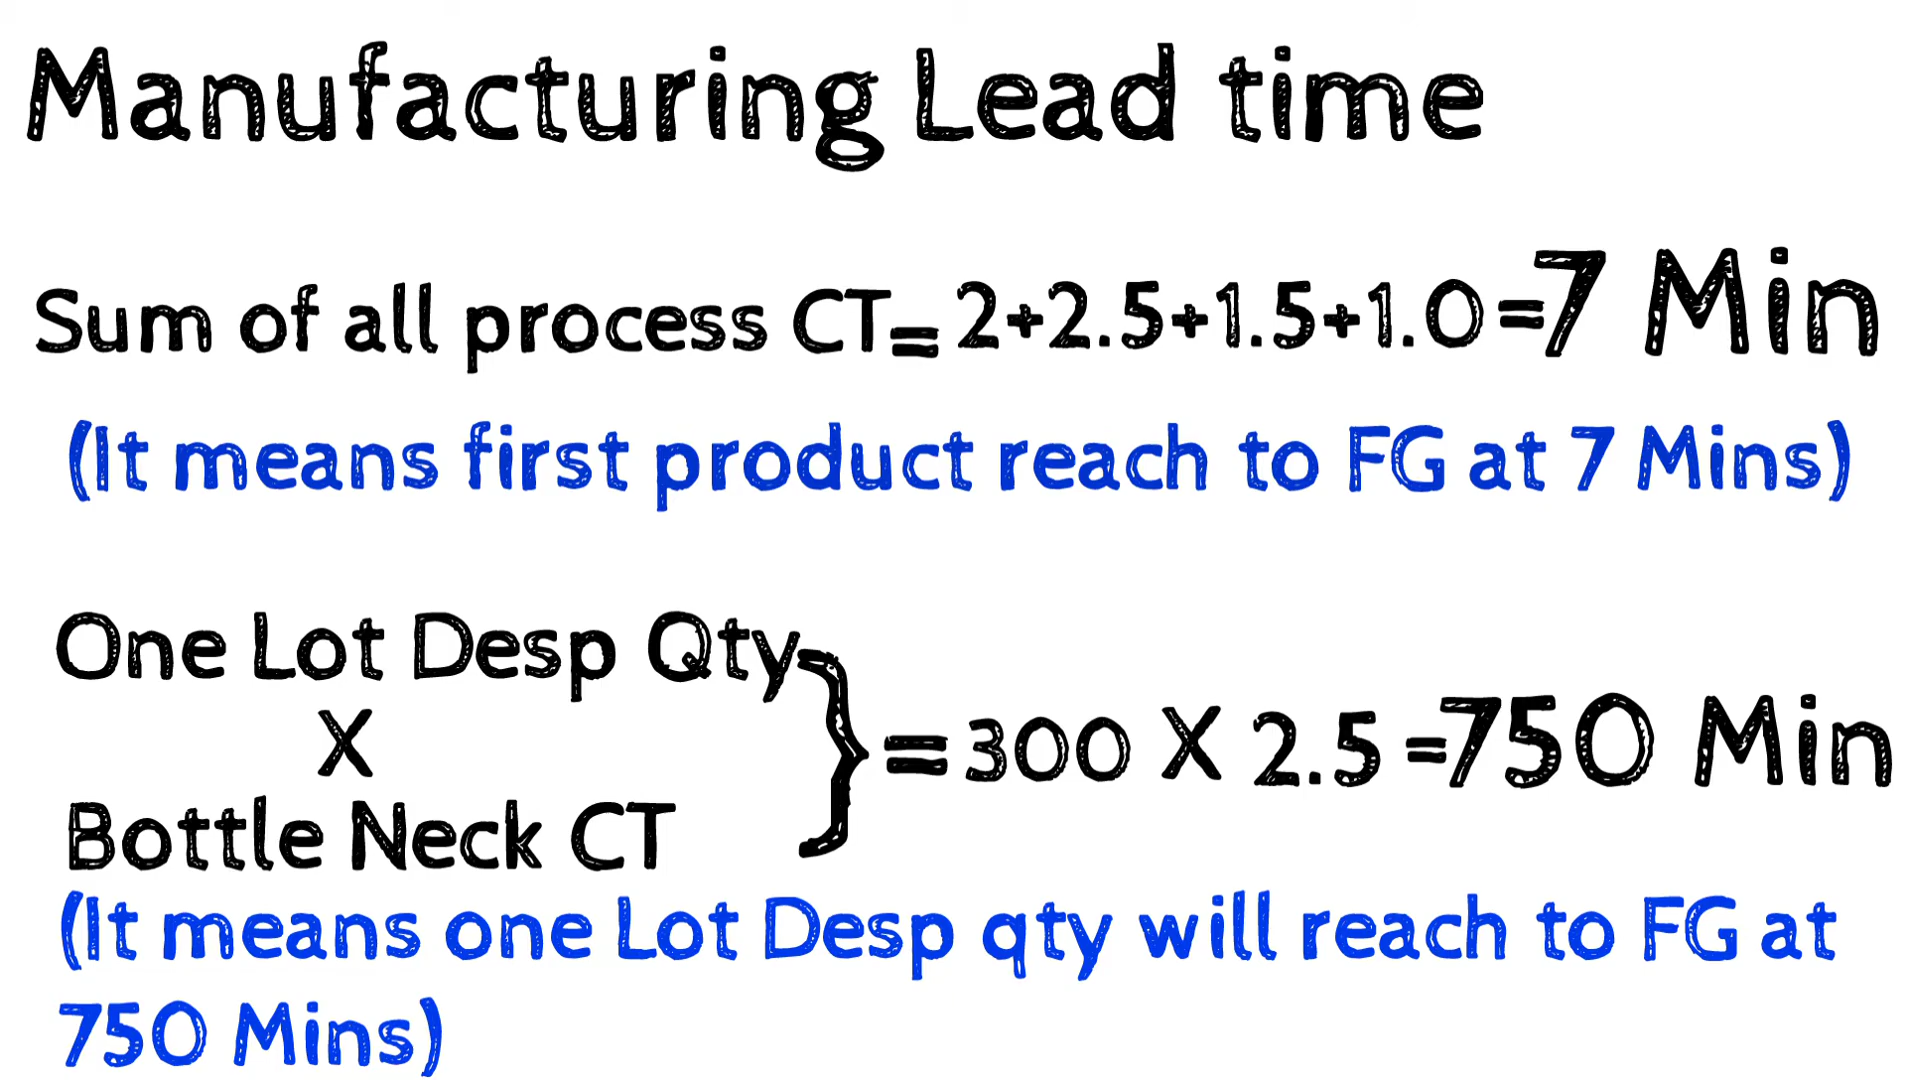 Manufacturing Lead time
Sum of all process CT= 2+2.5+1.5+1.0=7 Min
(It means first product reach to FG at 7 Mins)
One Lot Desp Qty
X
Bottle Neck CT
} = 300 X 2.5 =750 Min
(It means one Lot Desp qty will reach to FG at
750 Mins)